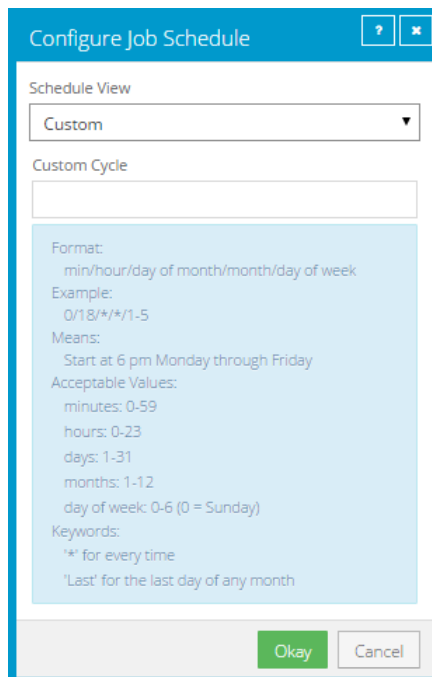 Configure Job Schedule
?
×
Schedule View
Custom
Custom Cycle
Format:
min/hour/day of month/month/day of week
Example:
0/18/*/*/1-5
Means:
Start at 6 pm Monday through Friday
Acceptable Values:
minutes: 0-59
hours: 0-23
days: 1-31
months: 1-12
day of week: 0-6 (0 = Sunday)
Keywords:
'*' for every time
'Last' for the last day of any month
Okay
Cancel